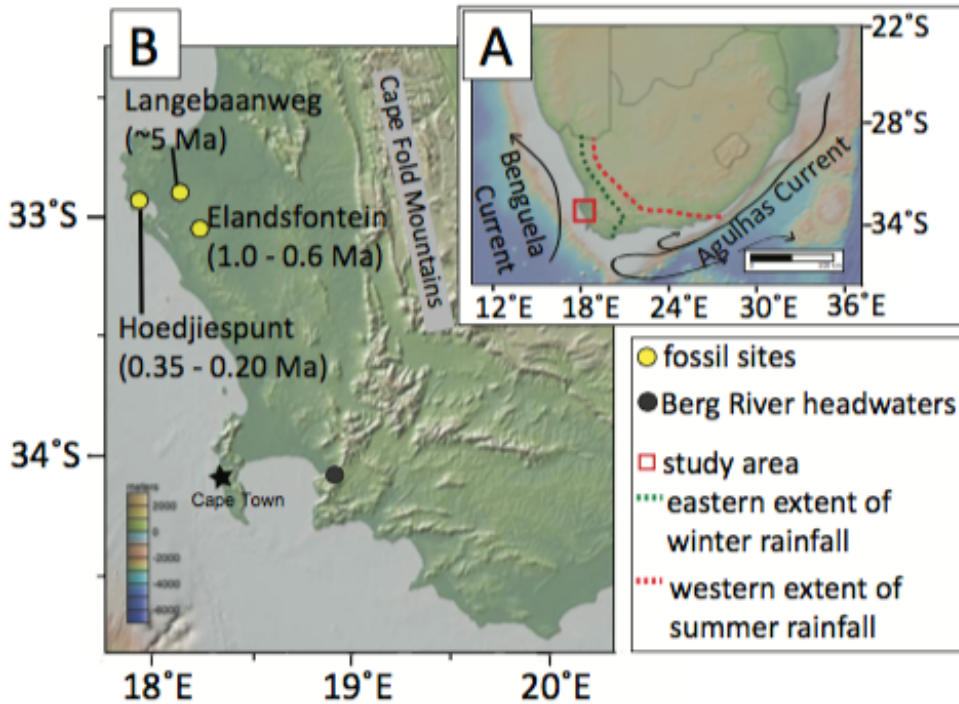 B
Langebaanweg
(~5 Ma)
Elandsfontein
(1.0 - 0.6 Ma)
Hoedjiespunt
(0.35 - 0.20 Ma)
Cape Fold Mountains
Cape Town
meters
2000
0
-2000
-4000
-6000
33°S
34°S
18°E
19°E
20°E
A
Benguela
Current
Agulhas Current
22°S
28°S
34°S
12°E
18°E
24°E
30°E
36°E
fossil sites
Berg River headwaters
study area
eastern extent of
winter rainfall
western extent of
summer rainfall